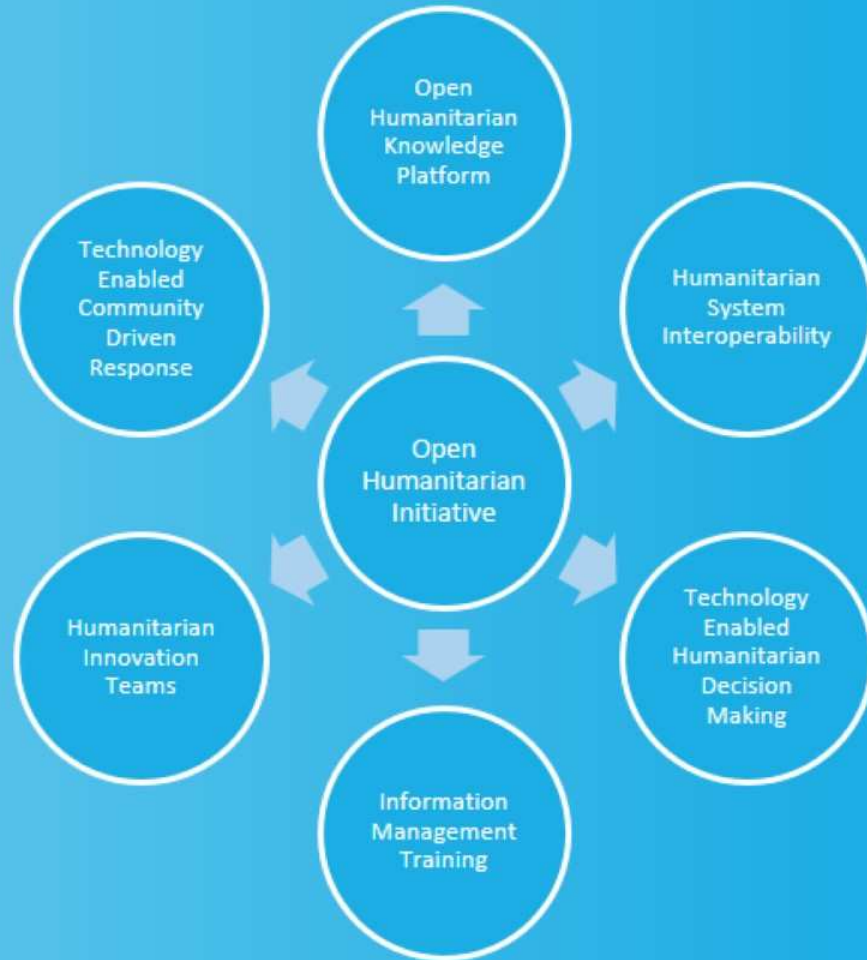 Open
Humanitarian
Knowledge
Platform
Technology
Enabled
Community
Driven
Response
Humanitarian
System
Interoperability
Open
Humanitarian
Initiative
Humanitarian
Innovation
Teams
Technology
Enabled
Humanitarian
Decision
Making
Information
Management
Training